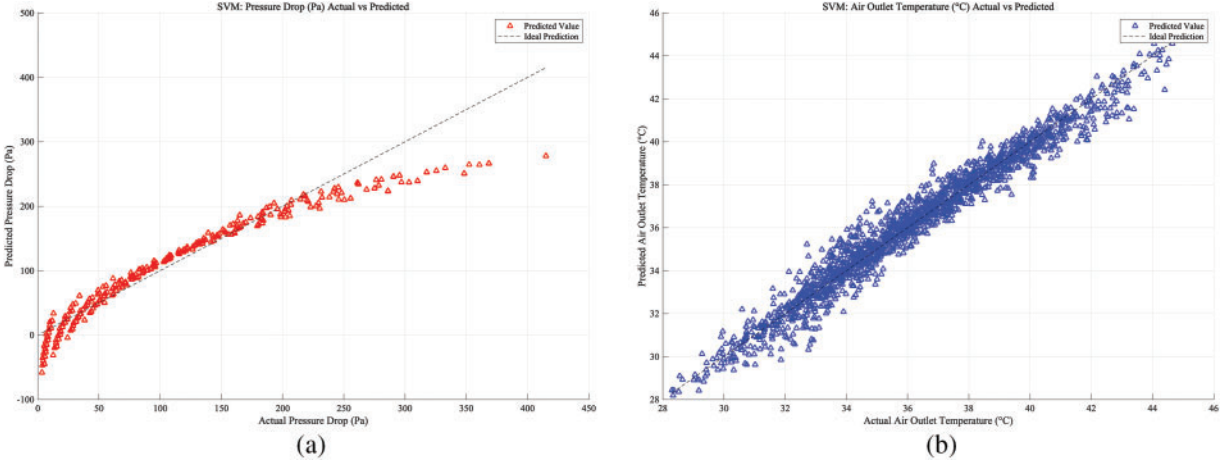 SVM: Pressure Drop (Pa) Actual vs Predicted
Predicted Value
Ideal Prediction
Predicted Pressure Drop (Pa)
500
400
300
200
100
0
-100
0 50 100 150 200 250 300 350 400 450
Actual Pressure Drop (Pa)
(a)
SVM: Air Outlet Temperature (°C) Actual vs Predicted
Predicted Value
Ideal Prediction
Predicted Air Outlet Temperature (°C)
46
44
42
40
38
36
34
32
30
28
28 30 32 34 36 38 40 42 44 46
Actual Air Outlet Temperature (°C)
(b)